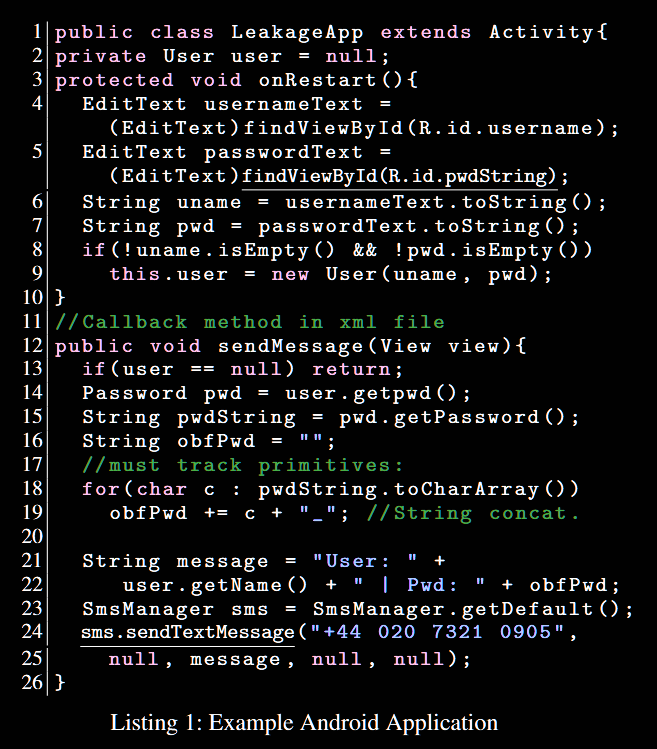 1 public class LeakageApp extends Activity{
2 private User user = null;
3 protected void onRestart(){
4   EditText usernameText =
      (EditText)findViewById(R.id.username);
5   EditText passwordText =
      (EditText)findViewById(R.id.pwdString);
6   String uname = usernameText.toString();
7   String pwd = passwordText.toString();
8   if(!uname.isEmpty() && !pwd.isEmpty())
9     this.user = new User(uname, pwd);
10 }
11 //Callback method in xml file
12 public void sendMessage(View view){
13   if(user == null) return;
14   Password pwd = user.getpwd();
15   String pwdString = pwd.getPassword();
16   String obfPwd = "";
17   //must track primitives:
18   for(char c : pwdString.toCharArray())
19     obfPwd += c + "_"; //String concat.
20
21   String message = "User: " +
22      user.getName() + " | Pwd: " + obfPwd;
23   SmsManager sms = SmsManager.getDefault();
24   sms.sendTextMessage("+44 020 7321 0905",
25     null, message, null, null);
26 }
Listing 1: Example Android Application